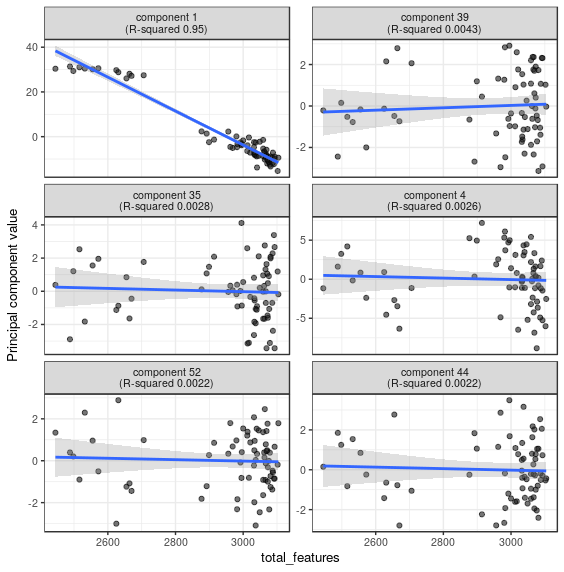 component 1
(R-squared 0.95)
component 39
(R-squared 0.0043)
40
20
0
2
0
-2
component 35
(R-squared 0.0028)
component 4
(R-squared 0.0026)
4
2
0
-2
5
0
-5
component 52
(R-squared 0.0022)
component 44
(R-squared 0.0022)
2
0
-2
2
0
-2
2600
2800
3000
2600
2800
3000
total_features
Principal component value